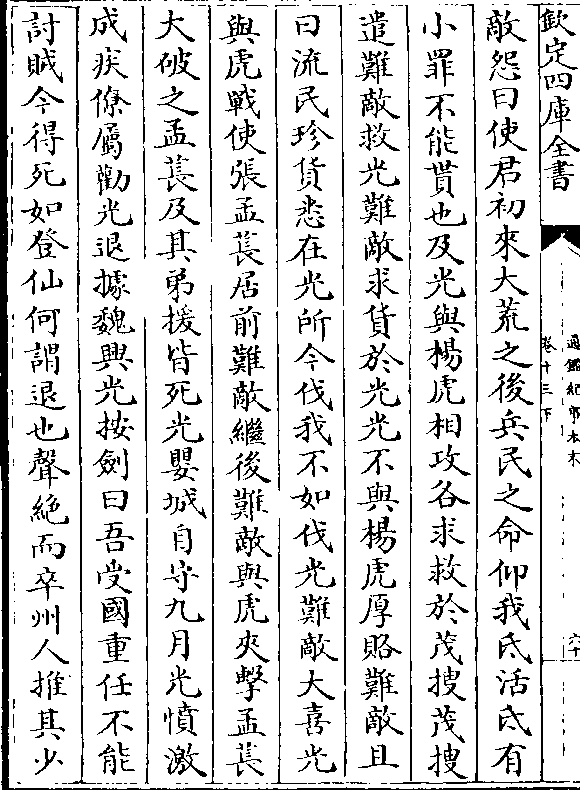 欽定四庫全書
通鑑紀事本末
卷十三下
敵怨曰使君初來大荒之後兵民之命仰我氐活氐有
小罪不能貰也及光與楊虎相攻各求救於茂搜茂搜
遣難敵救光難敵求貨於光光不與楊虎厚賂難敵且
曰流民珍貨悉在光所今伐我不如伐光難敵大喜光
與虎戰使張孟萇居前難敵繼後難敵與虎夾擊孟萇
大破之孟萇及其弟援皆死光嬰城自守九月光憤激
成疾僚屬勸光退據魏興光按劍曰吾受國重任不能
討賊今得死如登仙何謂退也聲絶而卒州人推其少